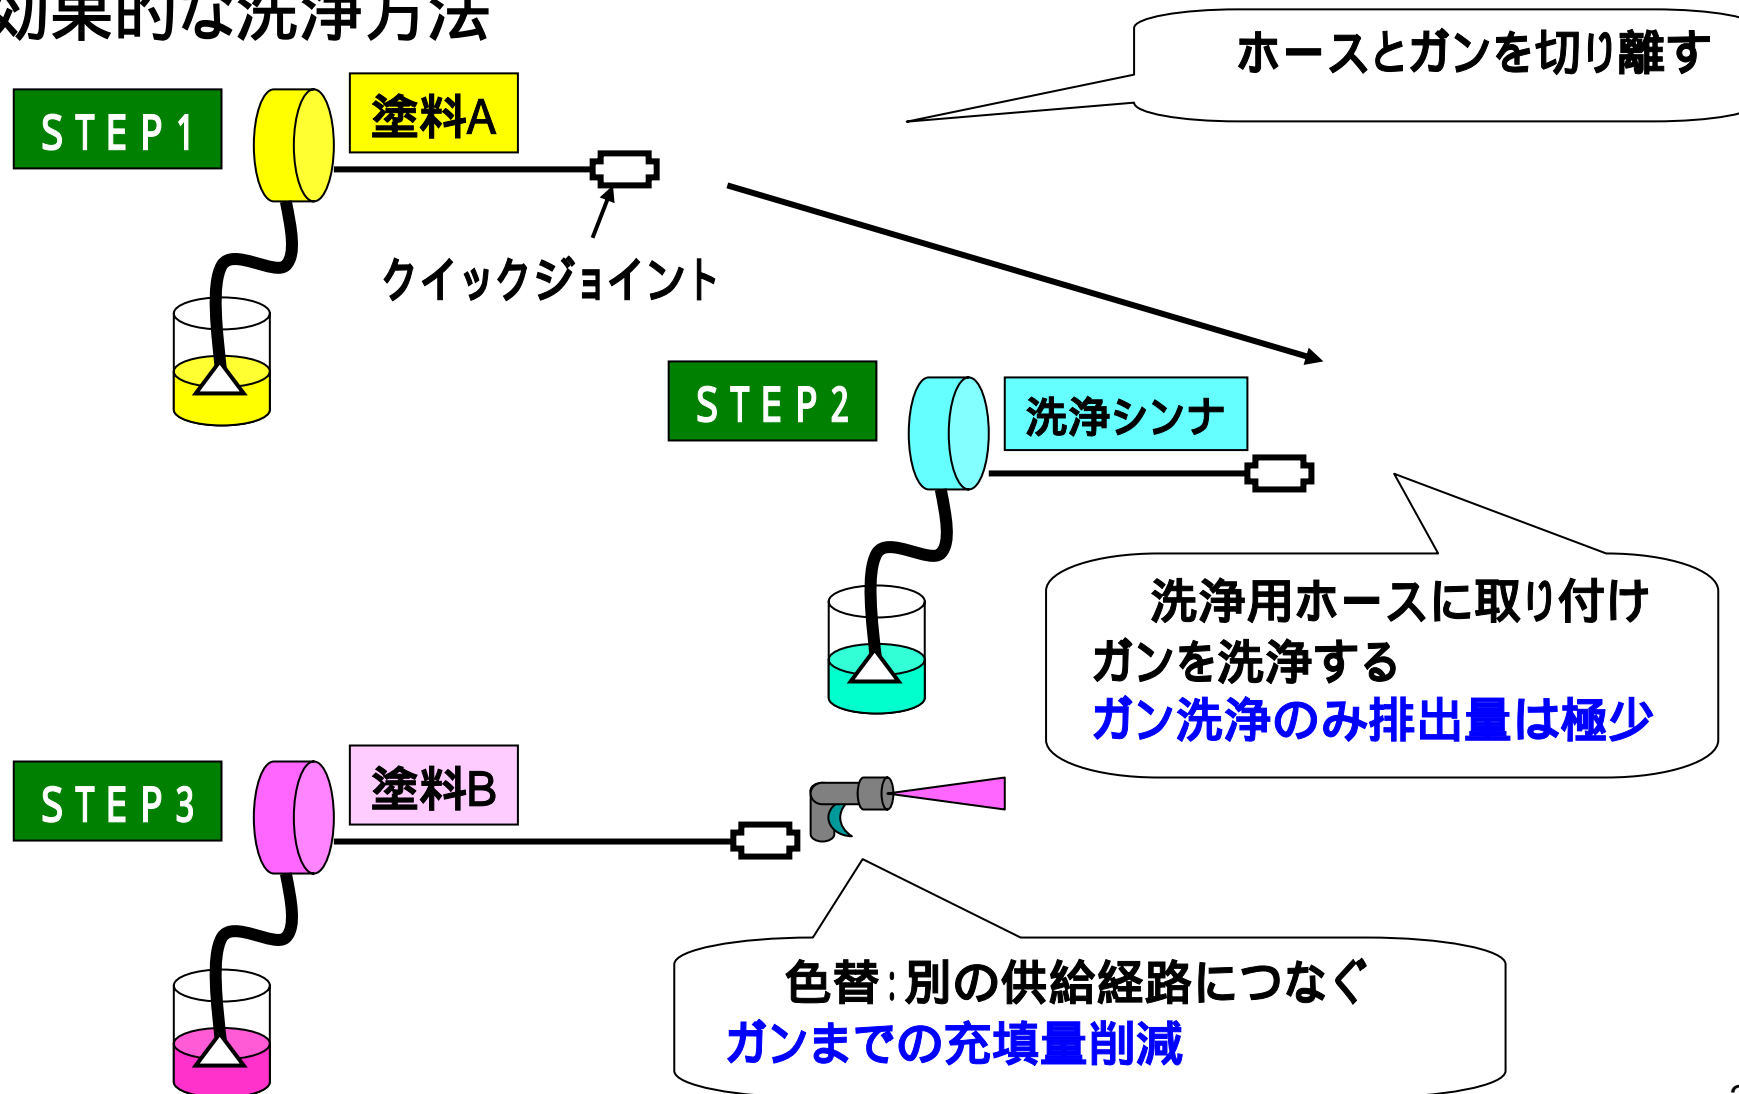 効果的な洗浄方法
ホースとガンを切り離す
STEP1
塗料A
クイックジョイント
STEP2
洗浄シンナ
洗浄用ホースに取り付け
ガンを洗浄する
ガン洗浄のみ排出量は極少
STEP3
塗料B
色替:別の供給経路につなぐ
ガンまでの充填量削減